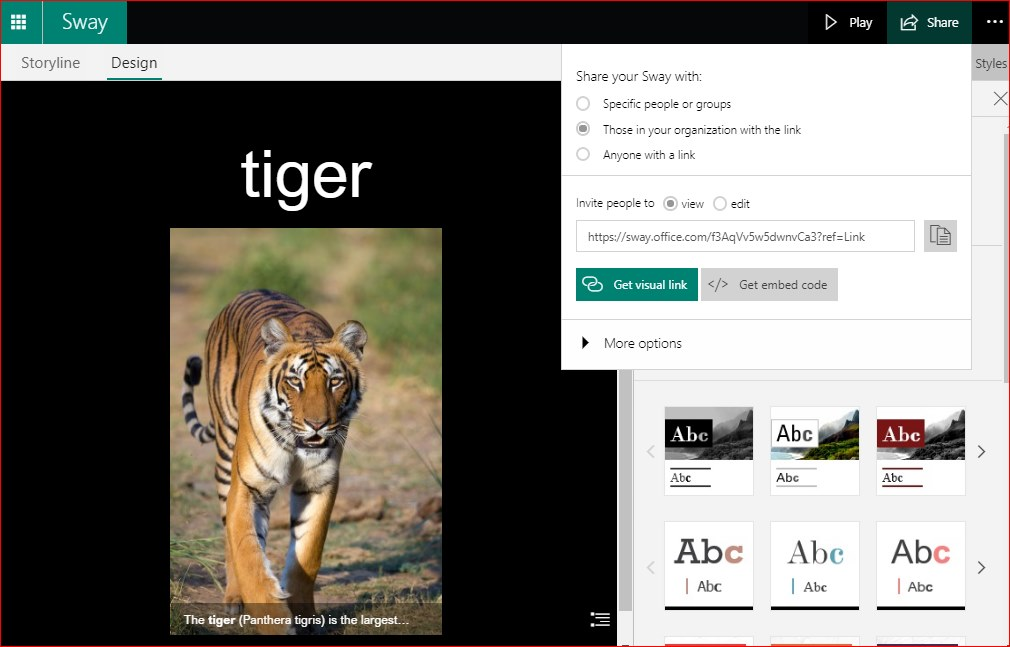 Sway
Play
Share
Storyline
Design
Styles
Share your Sway with:
Specific people or groups
Those in your organization with the link
Anyone with a link
Invite people to view edit
https://sway.office.com/f3AqVv5w5dwnvCa3?ref=Link
Get visual link
</> Get embed code
More options
tiger
The tiger (Panthera tigris) is the largest...
Abc Abc Abc
Abc Abc Abc
Abc Abc Abc
Abc Abc Abc